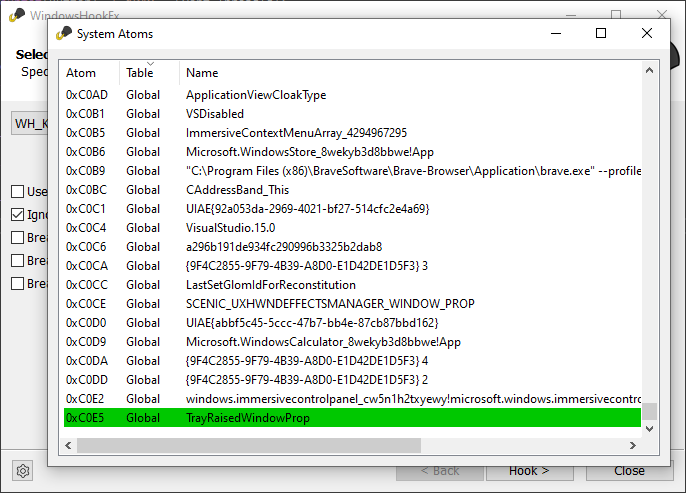 WindowsHookEx
System Atoms
Selec
Spec
WH_K
Use
Igno
Brea
Brea
Brea
Atom Table Name
0xC0AD Global ApplicationViewCloakType
0xC0B1 Global VSDisabled
0xC0B5 Global ImmersiveContextMenuArray_4294967295
0xC0B6 Global Microsoft.WindowsStore_8wekyb3d8bbwe!App
0xC0B9 Global "C:\Program Files (x86)\BraveSoftware\Brave-Browser\Application\brave.exe" --profile
0xC0BC Global CAddressBand_This
0xC0C1 Global UIAE{92a053da-2969-4021-bf27-514cfc2e4a69}
0xC0C4 Global VisualStudio.15.0
0xC0C6 Global a296b191de934fc290996b3325b2dab8
0xC0CA Global {9F4C2855-9F79-4B39-A8D0-E1D42DE1D5F3} 3
0xC0CC Global LastSetGlomIdForReconstitution
0xC0CE Global SCENIC_UXHWNDEFFECTSMANAGER_WINDOW_PROP
0xC0D0 Global UIAE{abbf5c45-5ccc-47b7-bb4e-87cb87bbd162}
0xC0D9 Global Microsoft.WindowsCalculator_8wekyb3d8bbwe!App
0xC0DA Global {9F4C2855-9F79-4B39-A8D0-E1D42DE1D5F3} 4
0xC0DD Global {9F4C2855-9F79-4B39-A8D0-E1D42DE1D5F3} 2
0xC0E2 Global windows.immersivecontrolpanel_cw5n1h2txyewy!microsoft.windows.immersivecontro
0xC0E5 Global TrayRaisedWindowProp
< Back Hook > Close